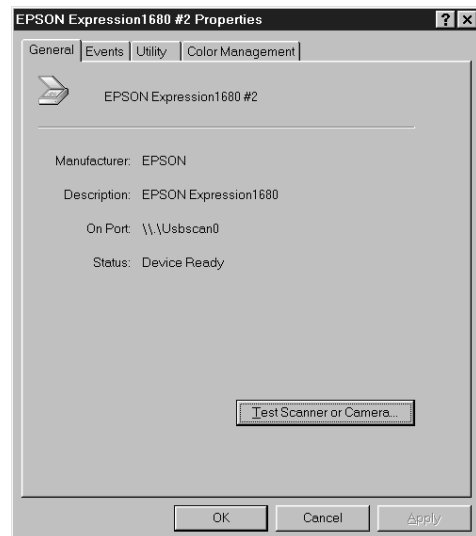 EPSON Expression1680 #2 Properties
General Events Utility Color Management
EPSON Expression1680 #2
Manufacturer: EPSON
Description: EPSON Expression1680
On Port: \\.\Usbscan0
Status: Device Ready
Test Scanner or Camera...
OK Cancel Apply